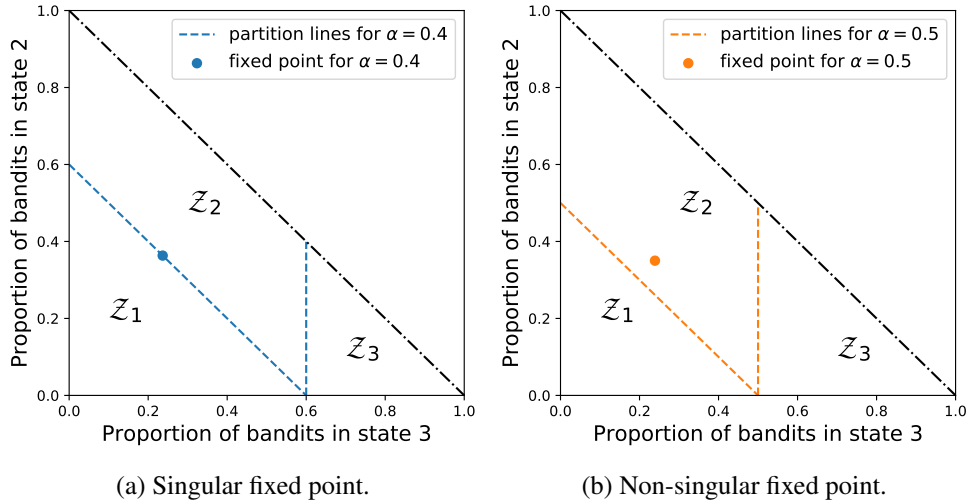 1.0
0.8
0.6
0.4
0.2
0.0
0.0 0.2 0.4 0.6 0.8 1.0
Proportion of bandits in state 2
Proportion of bandits in state 3
partition lines for α = 0.4
fixed point for α = 0.4
𝒵₂
𝒵₁
𝒵₃
(a) Singular fixed point.
1.0
0.8
0.6
0.4
0.2
0.0
0.0 0.2 0.4 0.6 0.8 1.0
Proportion of bandits in state 2
Proportion of bandits in state 3
partition lines for α = 0.5
fixed point for α = 0.5
𝒵₂
𝒵₁
𝒵₃
(b) Non-singular fixed point.